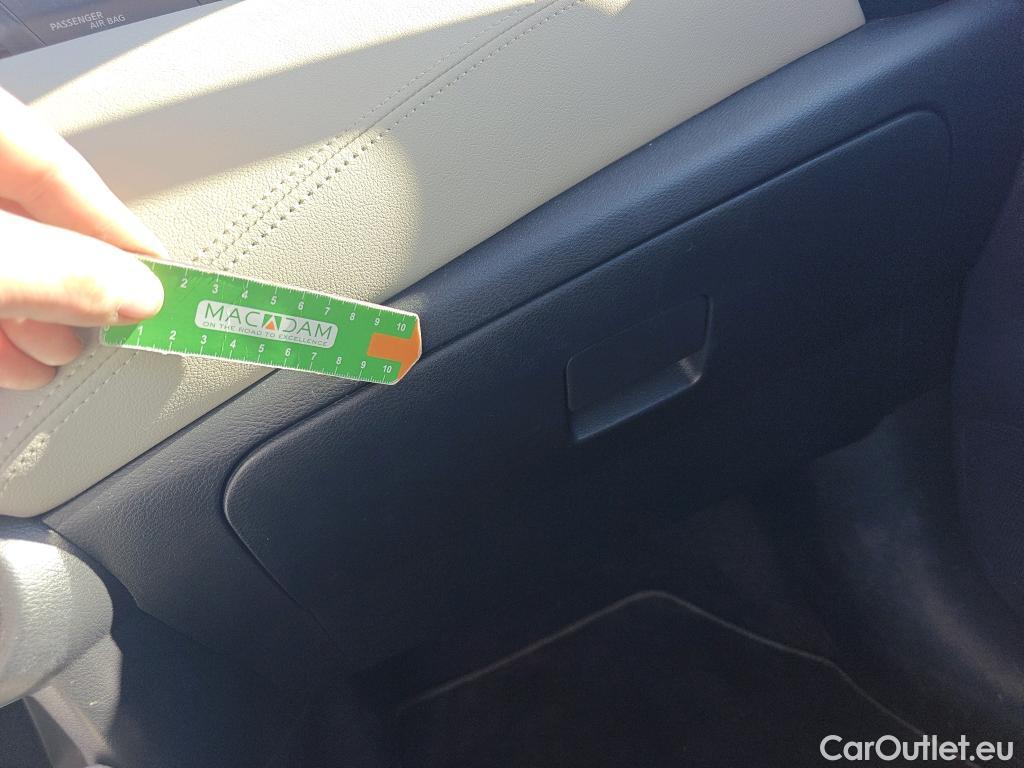 PASSENGER
AIR BAG
2 3 4 5 6 7 8 9 10
MACADAM
ON THE ROAD TO EXCELLENCE
1 2 3 4 5 6 7 8 9 10
CarOutlet.eu